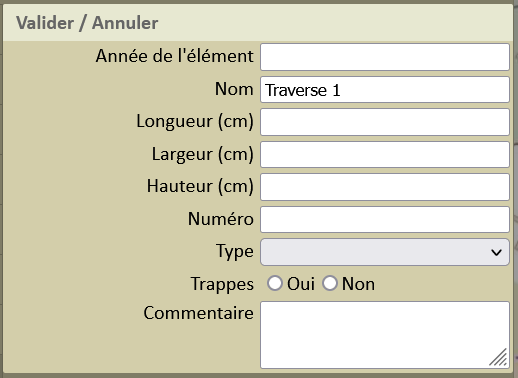 Valider / Annuler
Année de l'élément
Nom Traverse 1
Longueur (cm)
Largeur (cm)
Hauteur (cm)
Numéro
Type
Trappes Oui Non
Commentaire